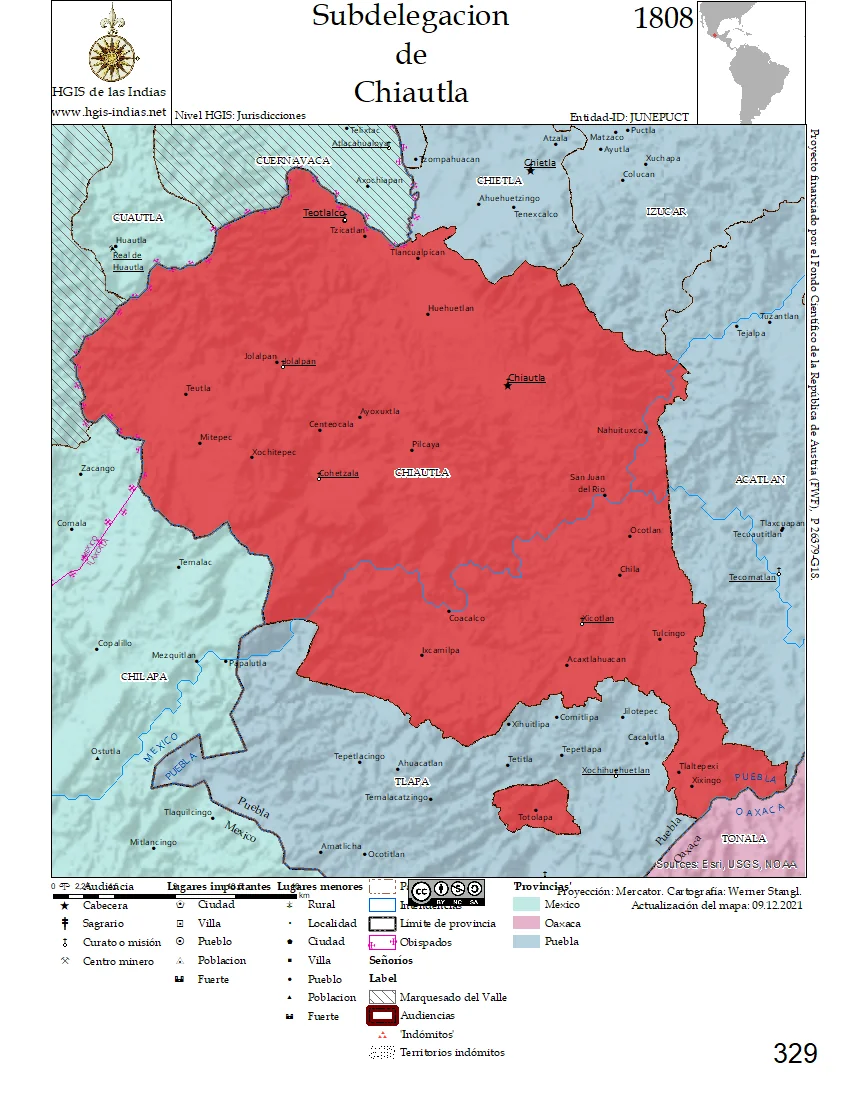 Subdelegacion
de
Chiautla
1808
HGIS de las Indias
www.hgis-indias.net
Nivel HGIS: Jurisdicciones
Entidad-ID: JUNEPUCT
Telixtac
Atlacahualoya
CUERNAVACA
Tzompahuacan
Axochiapan
Atzala
Matzaco
Puctla
Ayutla
Chietla
Xuchapa
Colucan
CHIETLA
Ahuehuetzingo
Tenexcalco
IZUCAR
CUAUTLA
Teotlalco
Tzicatlan
Huautla
Real de
Huautla
Tlancualpican
Huehuetlan
Tuzantlan
Tejalpa
Jolalpan
Jolalpan
Chiautla
Teutla
Ayoxuxtla
Centeocala
Nahuituxco
Mitepec
Xochitepec
Pilcaya
Zacango
Cohetzala
CHIAUTLA
San Juan
del Rio
ACATLAN
Comala
Ocotlan
Tlaxcuapan
Tecuautitlan
Temalac
Chila
Tecomatlan
Coacalco
Xicotlan
Tulcingo
Copalillo
Mezquitlan
Papalutla
Ixcamilpa
Acaxtlahuacan
CHILAPA
Jilotepec
Comitlipa
Xihuitlipa
Cacalutla
MEXICO
PUEBLA
Ostutla
Tepetlacingo
Ahuacatlan
Tetitla
Tepetlapa
Xochihuehuetlan
Tlaltepexi
Xixingo
PUEBLA
OAXACA
TLAPA
Temalacatzingo
Totolapa
Tlaquilcingo
Puebla
Mexico
Puebla
Oaxaca
TONALA
Mitlancingo
Amatlicha
Ocotitlan
Sources: Esri, USGS, NOAA
Proyecto financiado por el Fondo Científico de la República de Austria (FWF), P 26379-G18.
km
Audiencia
Cabecera
Sagrario
Curato o misión
Centro minero
Lugares importantes
Ciudad
Villa
Pueblo
Poblacion
Fuerte
Lugares menores
Rural
Localidad
Ciudad
Villa
Pueblo
Poblacion
Fuerte
BY NC SA
Límite de provincia
Obispados
Señoríos
Label
Marquesado del Valle
Audiencias
'Indómitos'
Territorios indómitos
'Provincias'
Mexico
Oaxaca
Puebla
Proyección: Mercator. Cartografía: Werner Stangl.
Actualización del mapa: 09.12.2021
329